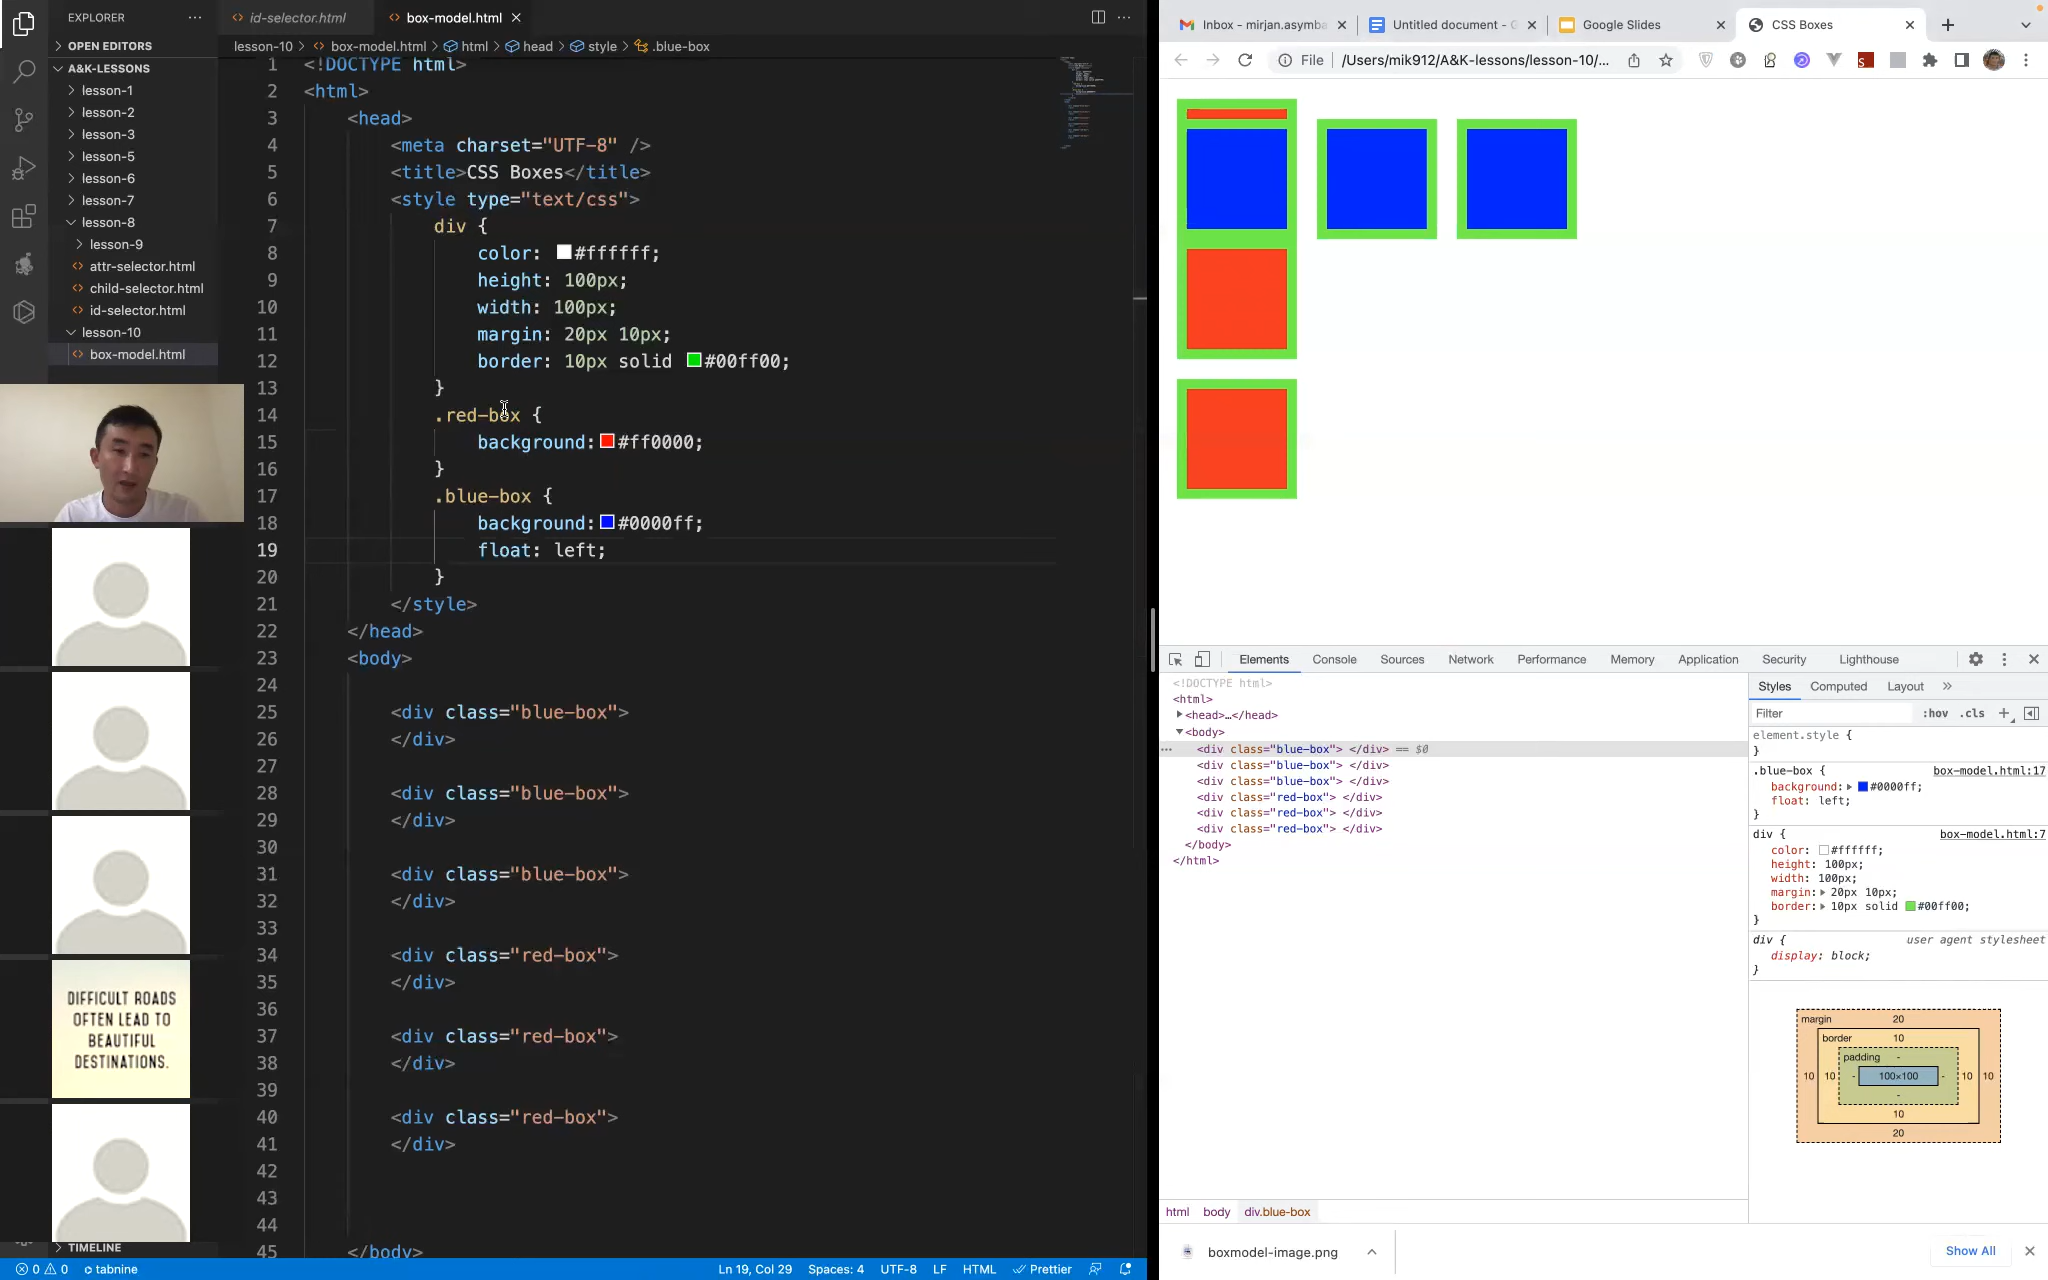 EXPLORER
OPEN EDITORS
A&K-LESSONS
lesson-1
lesson-2
lesson-3
lesson-5
lesson-6
lesson-7
lesson-8
lesson-9
attr-selector.html
child-selector.html
id-selector.html
lesson-10
box-model.html
DIFFICULT ROADS
OFTEN LEAD TO
BEAUTIFUL
DESTINATIONS.
TIMELINE
id-selector.html
box-model.html
lesson-10 > box-model.html > html > head > style > .blue-box
1 <!DOCTYPE html>
2 <html>
3 <head>
4 <meta charset="UTF-8" />
5 <title>CSS Boxes</title>
6 <style type="text/css">
7 div {
8 color: #ffffff;
9 height: 100px;
10 width: 100px;
11 margin: 20px 10px;
12 border: 10px solid #00ff00;
13 }
14 .red-box {
15 background: #ff0000;
16 }
17 .blue-box {
18 background: #0000ff;
19 float: left;
20 }
21 </style>
22 </head>
23 <body>
24
25 <div class="blue-box">
26 </div>
27
28 <div class="blue-box">
29 </div>
30
31 <div class="blue-box">
32 </div>
33
34 <div class="red-box">
35 </div>
36
37 <div class="red-box">
38 </div>
39
40 <div class="red-box">
41 </div>
42
43
44
45 </body>
0 0 tabnine
Ln 19, Col 29 Spaces: 4 UTF-8 LF HTML Prettier
Inbox - mirjan.asymba
Untitled document - G
Google Slides
CSS Boxes
File /Users/mik912/A&K-lessons/lesson-10/...
Elements Console Sources Network Performance Memory Application Security Lighthouse
<!DOCTYPE html>
<html>
<head>…</head>
<body>
<div class="blue-box"> </div> == $0
<div class="blue-box"> </div>
<div class="blue-box"> </div>
<div class="red-box"> </div>
<div class="red-box"> </div>
<div class="red-box"> </div>
</body>
</html>
html body div.blue-box
Styles Computed Layout »
Filter :hov .cls +
element.style {
}
.blue-box { box-model.html:17
background: #0000ff;
float: left;
}
div { box-model.html:7
color: #ffffff;
height: 100px;
width: 100px;
margin: 20px 10px;
border: 10px solid #00ff00;
}
div { user agent stylesheet
display: block;
}
margin 20
border 10
padding -
10 10 - 100×100 - 10 10
-
10
20
boxmodel-image.png
Show All